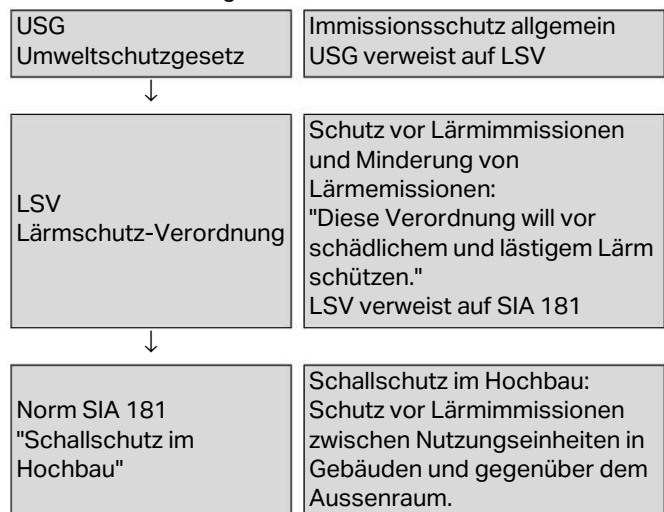 USG
Umweltschutzgesetz
Immissionsschutz allgemein
USG verweist auf LSV
↓
LSV
Lärmschutz-Verordnung
Schutz vor Lärmimmissionen
und Minderung von
Lärmemissionen:
"Diese Verordnung will vor
schädlichem und lästigem Lärm
schützen."
LSV verweist auf SIA 181
↓
Norm SIA 181
"Schallschutz im
Hochbau"
Schallschutz im Hochbau:
Schutz vor Lärmimmissionen
zwischen Nutzungseinheiten in
Gebäuden und gegenüber dem
Aussenraum.